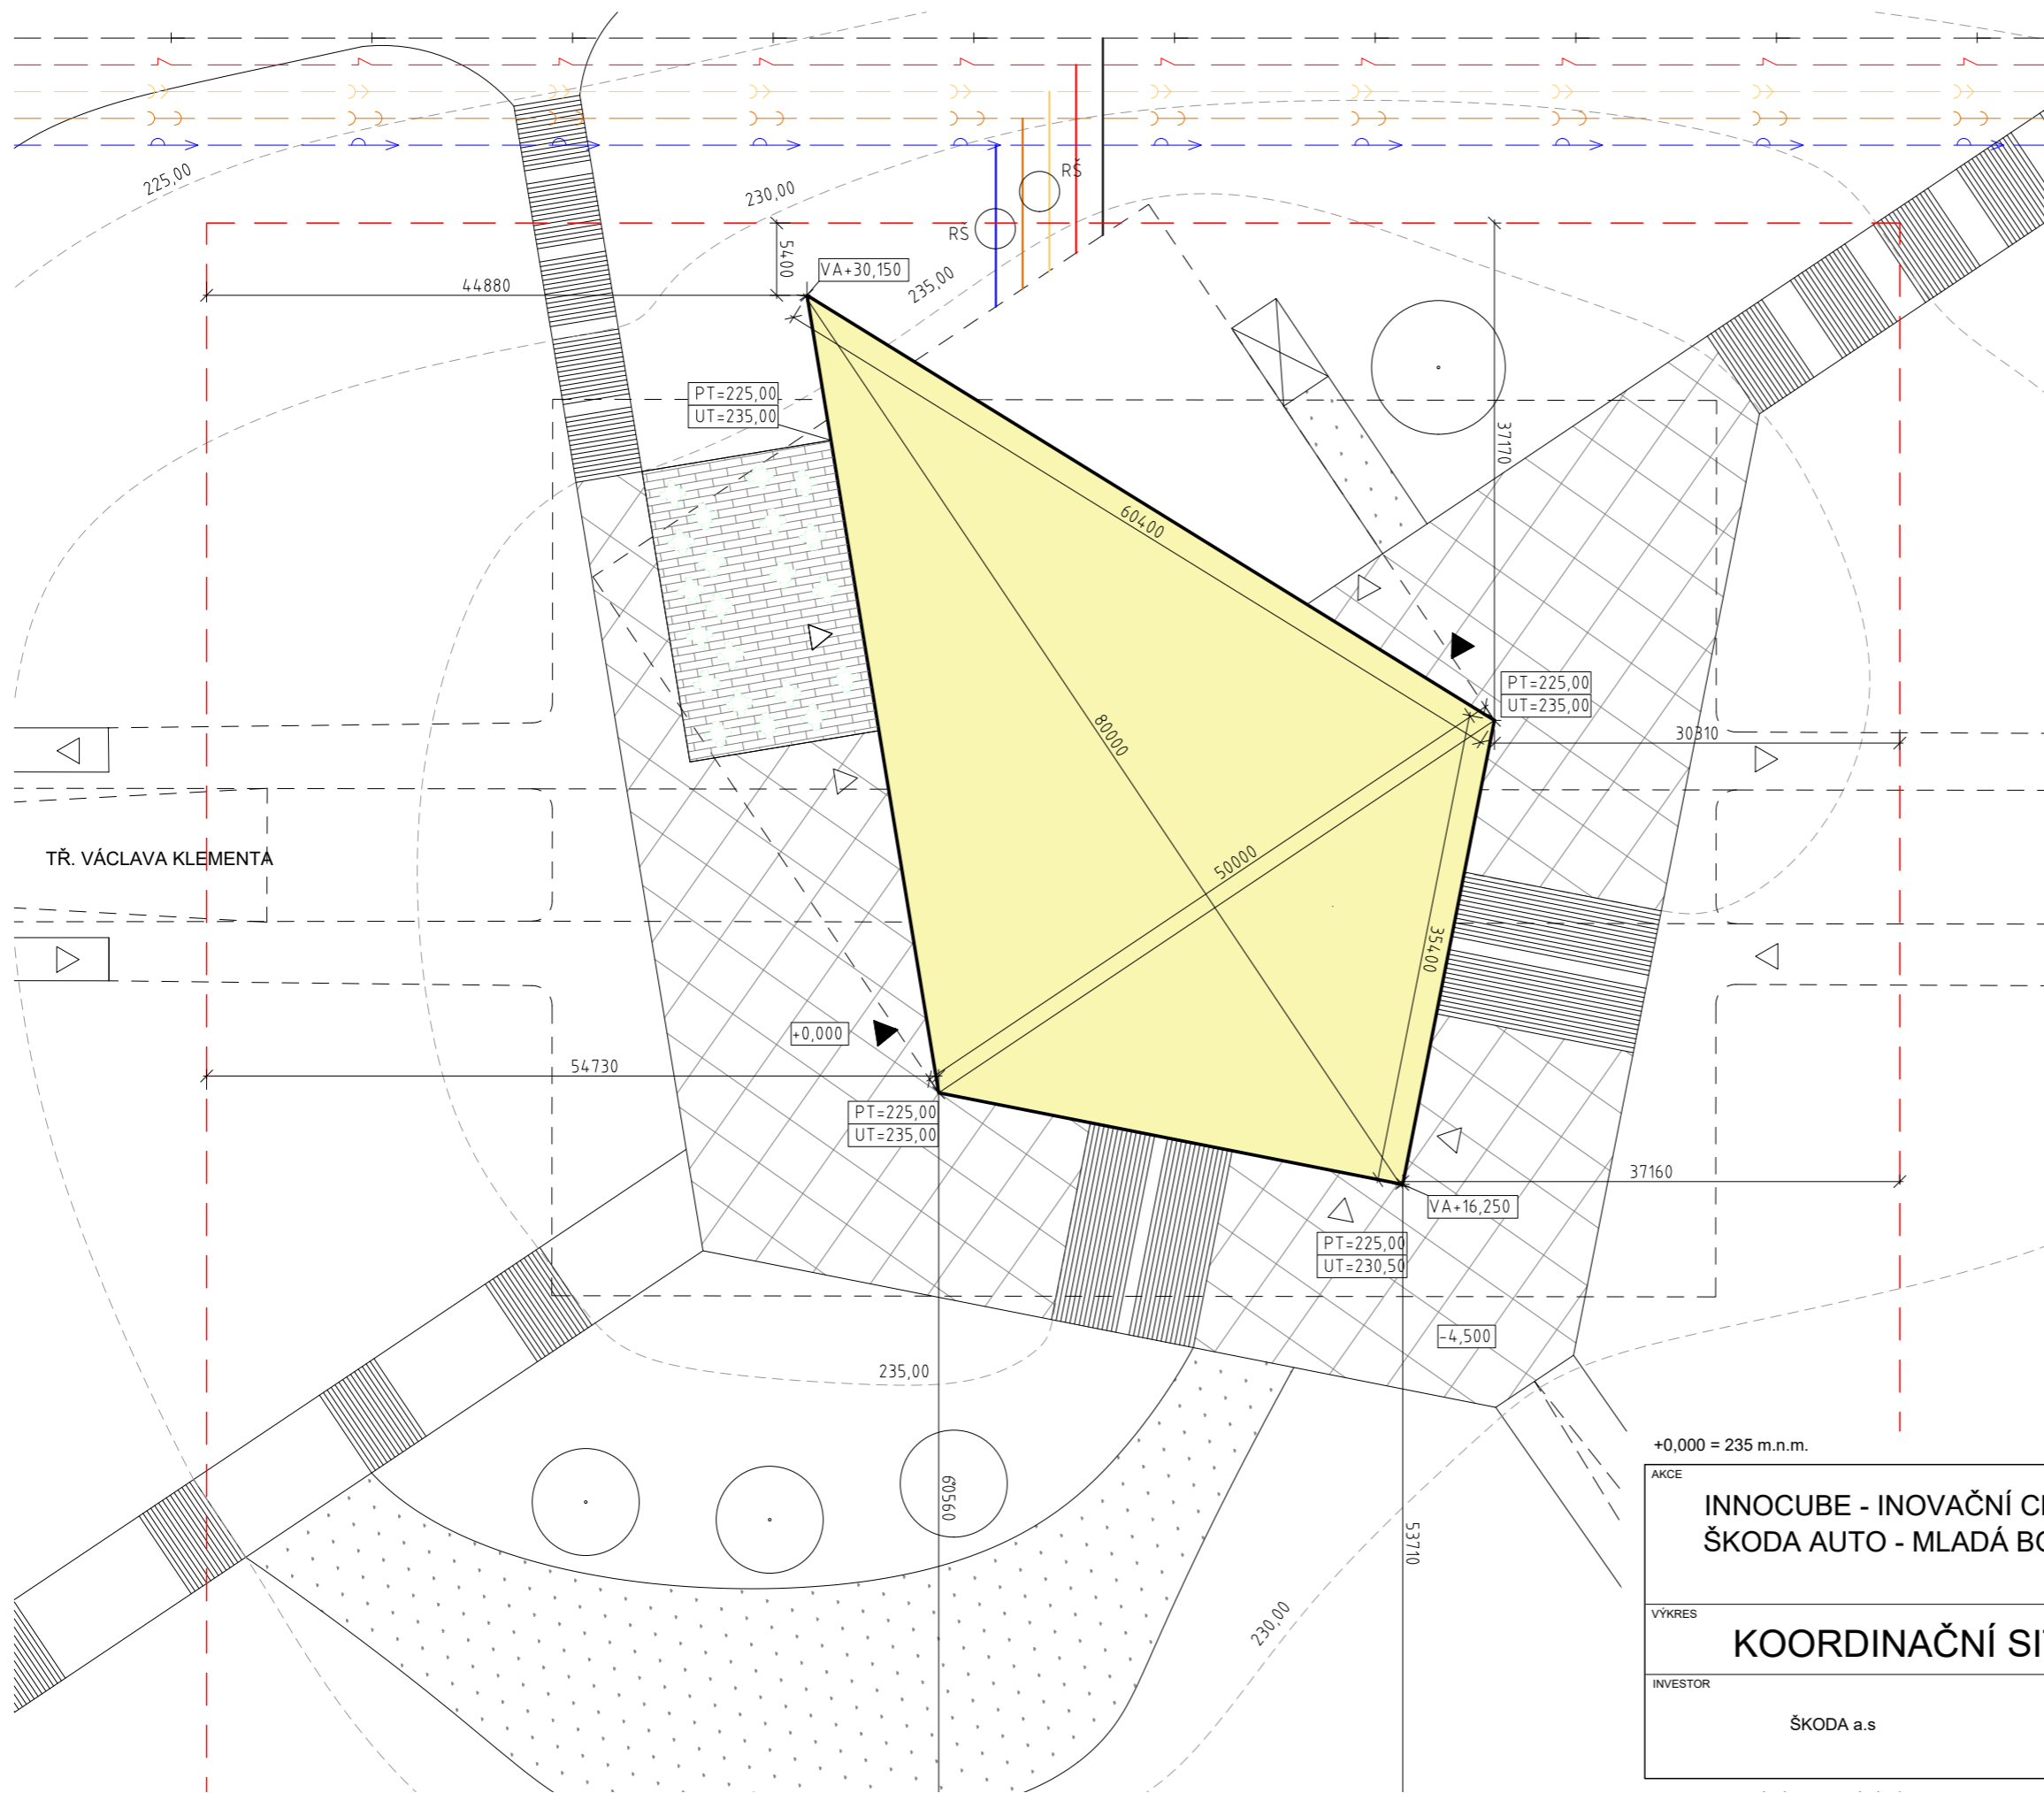 225,00
230,00
RŠ
RŠ
5400
VA+30,150
44880
235,00
PT=225,00
UT=235,00
37170
60400
PT=225,00
UT=235,00
80000
30310
TŘ. VÁCLAVA KLEMENTA
50000
35400
+0,000
54730
PT=225,00
UT=235,00
37160
VA+16,250
PT=225,00
UT=230,50
-4,500
235,00
60560
53710
230,00
+0,000 = 235 m.n.m.
AKCE
INNOCUBE - INOVAČNÍ
ŠKODA AUTO - MLADÁ
VÝKRES
KOORDINAČNÍ
INVESTOR
ŠKODA a.s